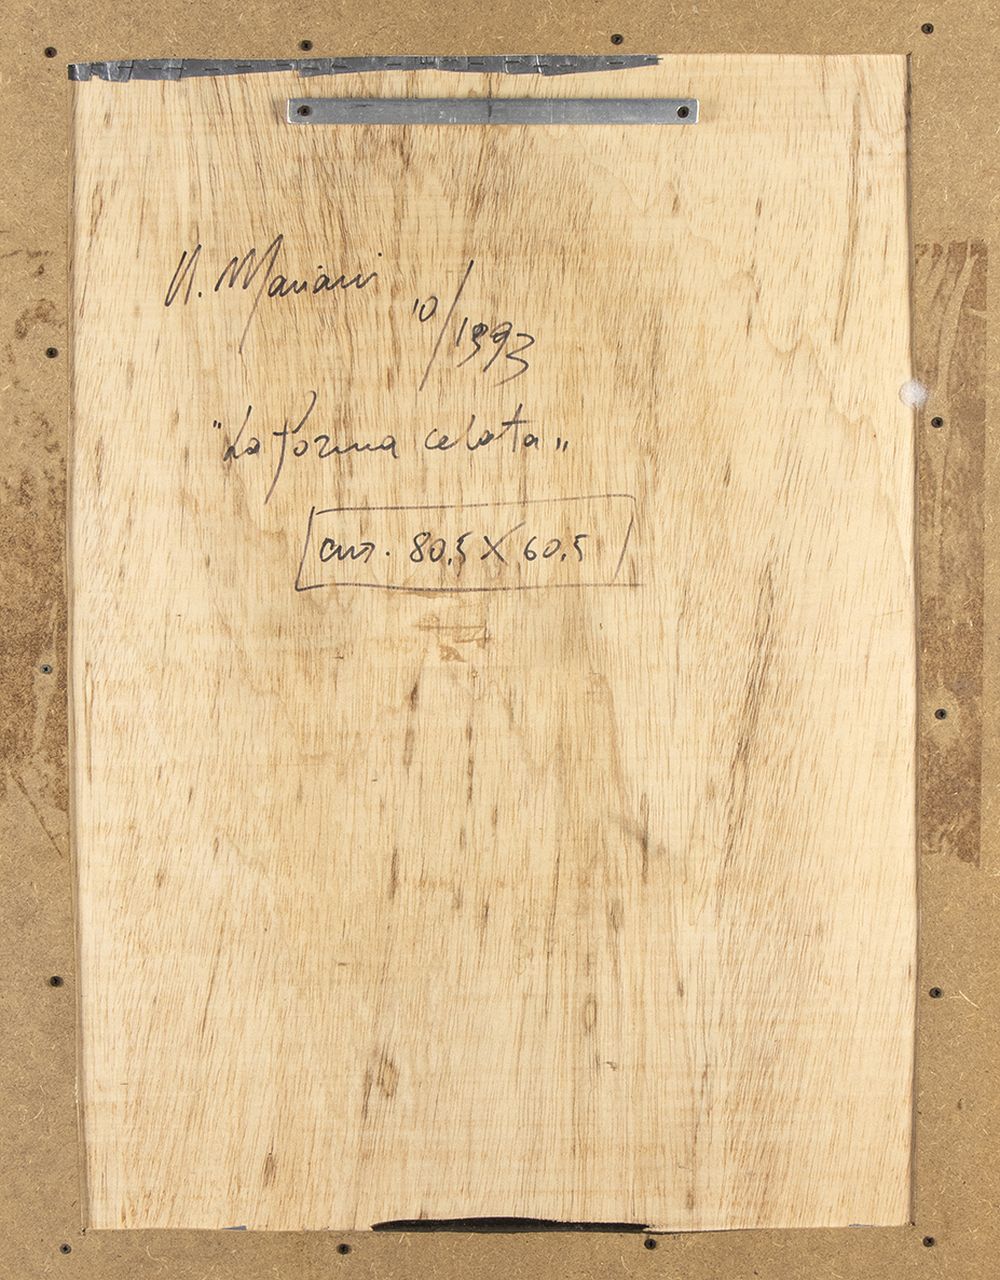 U. Mariani
10/1993
"La forma celata"
cm. 80,5 X 60,5